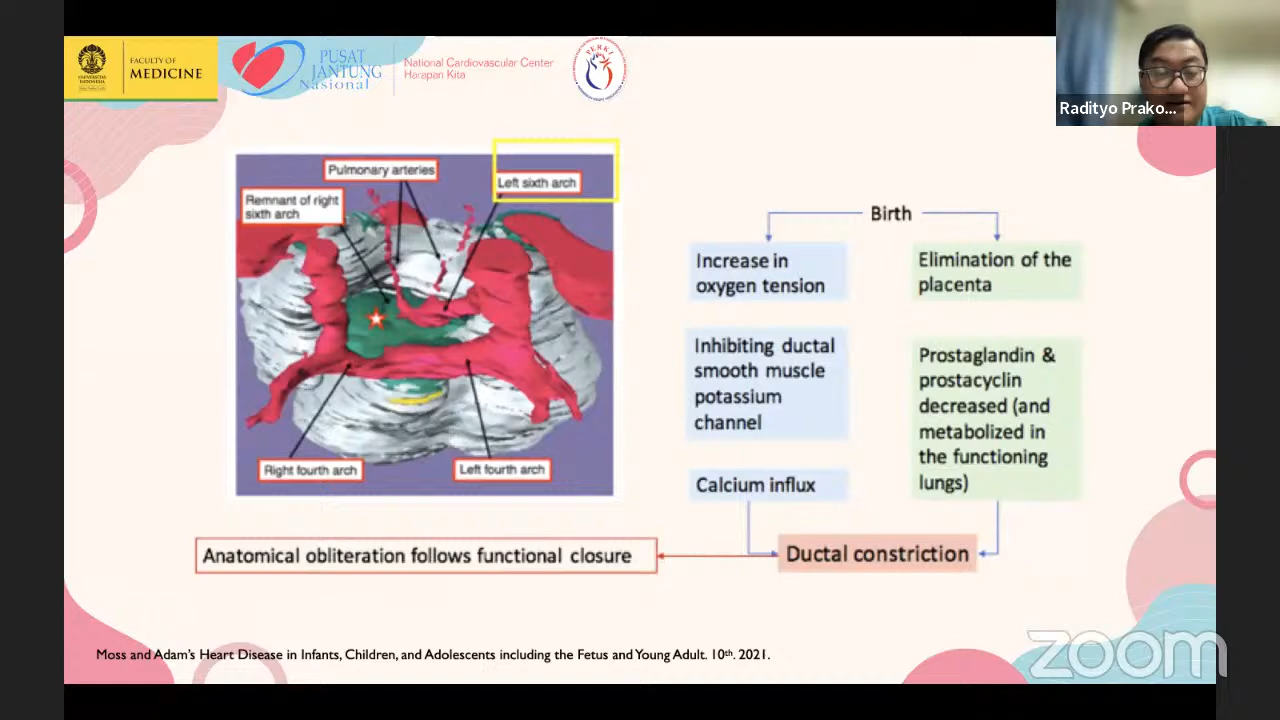 FACULTY OF
MEDICINE
PUSAT
JANTUNG
Nasional
National Cardiovascular Center
Harapan Kita
PERKI
Radityo Prako...
Pulmonary arteries
Left sixth arch
Remnant of right
sixth arch
Right fourth arch
Left fourth arch
Birth
Increase in
oxygen tension
Elimination of the
placenta
Inhibiting ductal
smooth muscle
potassium
channel
Prostaglandin &
prostacyclin
decreased (and
metabolized in
the functioning
lungs)
Calcium influx
Ductal constriction
Anatomical obliteration follows functional closure
Moss and Adam's Heart Disease in Infants, Children, and Adolescents including the Fetus and Young Adult. 10th. 2021.
zoom